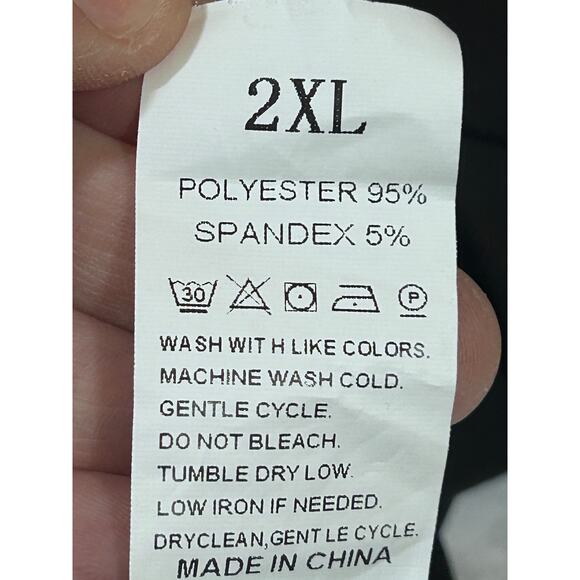 2XL
POLYESTER 95%
SPANDEX 5%
30 P
WASH WIT H LIKE COLORS.
MACHINE WASH COLD.
GENTLE CYCLE.
DO NOT BLEACH.
TUMBLE DRY LOW.
LOW IRON IF NEEDED.
DRYCLEAN,GENT LE CYCLE.
MADE IN CHINA